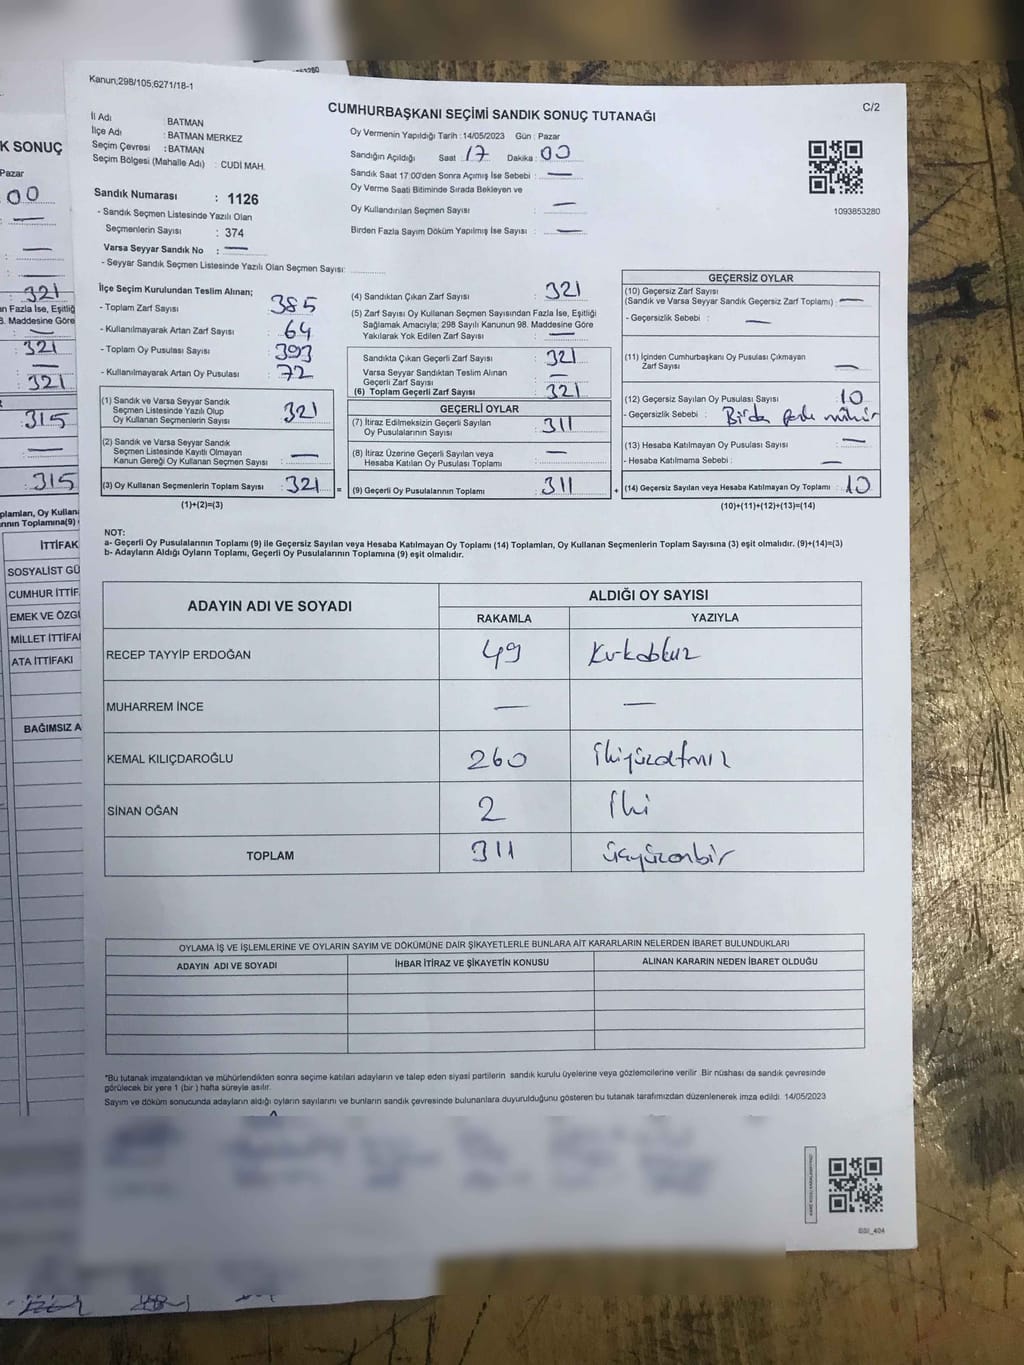 Kanun;298/105;6271/18-1
C/2
CUMHURBAŞKANI SEÇİMİ SANDIK SONUÇ TUTANAĞI
İl Adı : BATMAN
İlçe Adı : BATMAN MERKEZ
Seçim Çevresi : BATMAN
Seçim Bölgesi (Mahalle Adı) : CUDİ MAH.
Sandık Numarası : 1126
- Sandık Seçmen Listesinde Yazılı Olan
Seçmenlerin Sayısı : 374
Varsa Seyyar Sandık No : —
- Seyyar Sandık Seçmen Listesinde Yazılı Olan Seçmen Sayısı:
Oy Vermenin Yapıldığı Tarih : 14/05/2023 Gün : Pazar
Sandığın Açıldığı Saat : 17 Dakika : 00
Sandık Saat 17:00'den Sonra Açımış İse Sebebi : —
Oy Verme Saati Bitiminde Sırada Bekleyen ve
Oy Kullandırılan Seçmen Sayısı : —
Birden Fazla Sayım Döküm Yapılmış İse Sayısı : —
1093853280
İlçe Seçim Kurulundan Teslim Alınan;
- Toplam Zarf Sayısı : 385
- Kullanılmayarak Artan Zarf Sayısı : 64
- Toplam Oy Pusulası Sayısı : 393
- Kullanılmayarak Artan Oy Pusulası : 72
(1) Sandık ve Varsa Seyyar Sandık
Seçmen Listesinde Yazılı Olup
Oy Kullanan Seçmenlerin Sayısı : 321
(2) Sandık ve Varsa Seyyar Sandık
Seçmen Listesinde Kayıtlı Olmayan
Kanun Gereği Oy Kullanan Seçmen Sayısı : —
(3) Oy Kullanan Seçmenlerin Toplam Sayısı : 321
(1)+(2)=(3)
(4) Sandıktan Çıkan Zarf Sayısı : 321
(5) Zarf Sayısı Oy Kullanan Seçmen Sayısından Fazla İse, Eşitliği
Sağlamak Amacıyla; 298 Sayılı Kanunun 98. Maddesine Göre
Yakılarak Yok Edilen Zarf Sayısı : —
Sandıkta Çıkan Geçerli Zarf Sayısı : 321
Varsa Seyyar Sandıktan Teslim Alınan
Geçerli Zarf Sayısı : —
(6) Toplam Geçerli Zarf Sayısı : 321
GEÇERLİ OYLAR
(7) İtiraz Edilmeksizin Geçerli Sayılan
Oy Pusulalarının Sayısı : 311
(8) İtiraz Üzerine Geçerli Sayılan veya
Hesaba Katılan Oy Pusulası Toplamı : —
= (9) Geçerli Oy Pusulalarının Toplamı : 311
GEÇERSİZ OYLAR
(10) Geçersiz Zarf Sayısı
(Sandık ve Varsa Seyyar Sandık Geçersiz Zarf Toplamı) : —
- Geçersizlik Sebebi : —
(11) İçinden Cumhurbaşkanı Oy Pusulası Çıkmayan
Zarf Sayısı : —
(12) Geçersiz Sayılan Oy Pusulası Sayısı : 10
- Geçersizlik Sebebi : Birden fazla mühür
(13) Hesaba Katılmayan Oy Pusulası Sayısı : —
- Hesaba Katılmama Sebebi : —
+ (14) Geçersiz Sayılan veya Hesaba Katılmayan Oy Toplamı : 10
(10)+(11)+(12)+(13)=(14)
NOT:
a- Geçerli Oy Pusulalarının Toplamı (9) ile Geçersiz Sayılan veya Hesaba Katılmayan Oy Toplamı (14) Toplamları, Oy Kullanan Seçmenlerin Toplam Sayısına (3) eşit olmalıdır. (9)+(14)=(3)
b- Adayların Aldığı Oyların Toplamı, Geçerli Oy Pusulalarının Toplamına (9) eşit olmalıdır.
ADAYIN ADI VE SOYADI ALDIĞI OY SAYISI
RAKAMLA YAZIYLA
RECEP TAYYİP ERDOĞAN 49 Kırkdokuz
MUHARREM İNCE — —
KEMAL KILIÇDAROĞLU 260 ikiyüzatmış
SİNAN OĞAN 2 iki
TOPLAM 311 üçyüzonbir
OYLAMA İŞ VE İŞLEMLERİNE VE OYLARIN SAYIM VE DÖKÜMÜNE DAİR ŞİKAYETLERLE BUNLARA AİT KARARLARIN NELERDEN İBARET BULUNDUKLARI
ADAYIN ADI VE SOYADI İHBAR İTİRAZ VE ŞİKAYETİN KONUSU ALINAN KARARIN NEDEN İBARET OLDUĞU
*Bu tutanak imzalandıktan ve mühürlendikten sonra seçime katılan adayların ve talep eden siyasi partilerin sandık kurulu üyelerine veya gözlemcilerine verilir. Bir nüshası da sandık çevresinde
görülecek bir yere 1 (bir) hafta süreyle asılır.
Sayım ve döküm sonucunda adayların aldığı oyların sayılarını ve bunların sandık çevresinde bulunanlara duyurulduğunu gösteren bu tutanak tarafımızdan düzenlenerek imza edildi. 14/05/2023
K SONUÇ
Pazar
00
321
n Fazla İse, Eşitliği
8. Maddesine Göre
321
321
315
315
İTTİFAK
SOSYALİST GÜ
CUMHUR İTTİF
EMEK VE ÖZG
MİLLET İTTİFA
ATA İTTİFAKI
BAĞIMSIZ A